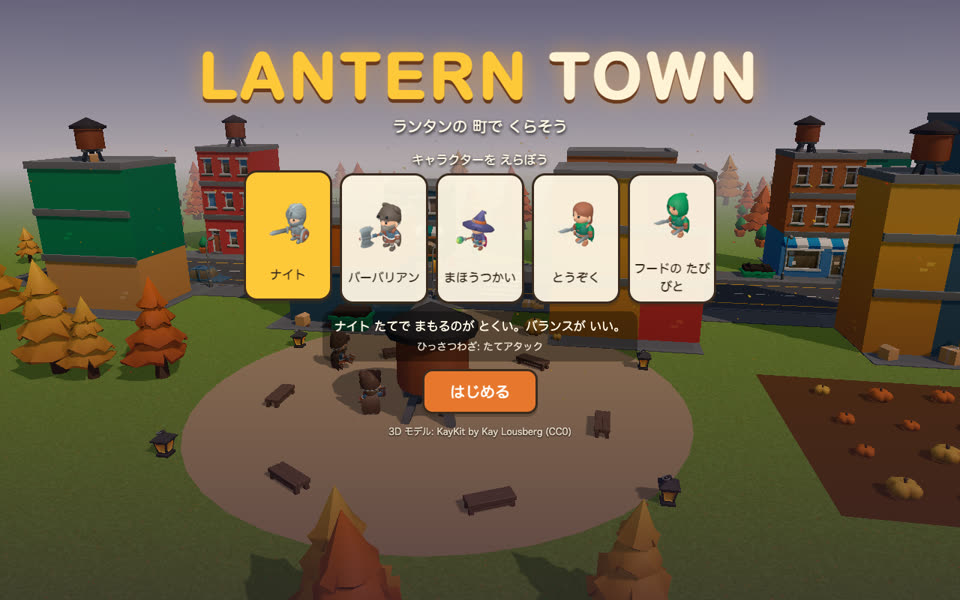 LANTERN TOWN
ランタンの 町で くらそう
キャラクターを えらぼう
ナイト
バーバリアン
まほうつかい
とうぞく
フードの たび
びと
ナイト たてで まもるのが とくい。バランスが いい。
ひっさつわざ: たてアタック
はじめる
3D モデル: KayKit by Kay Lousberg (CC0)